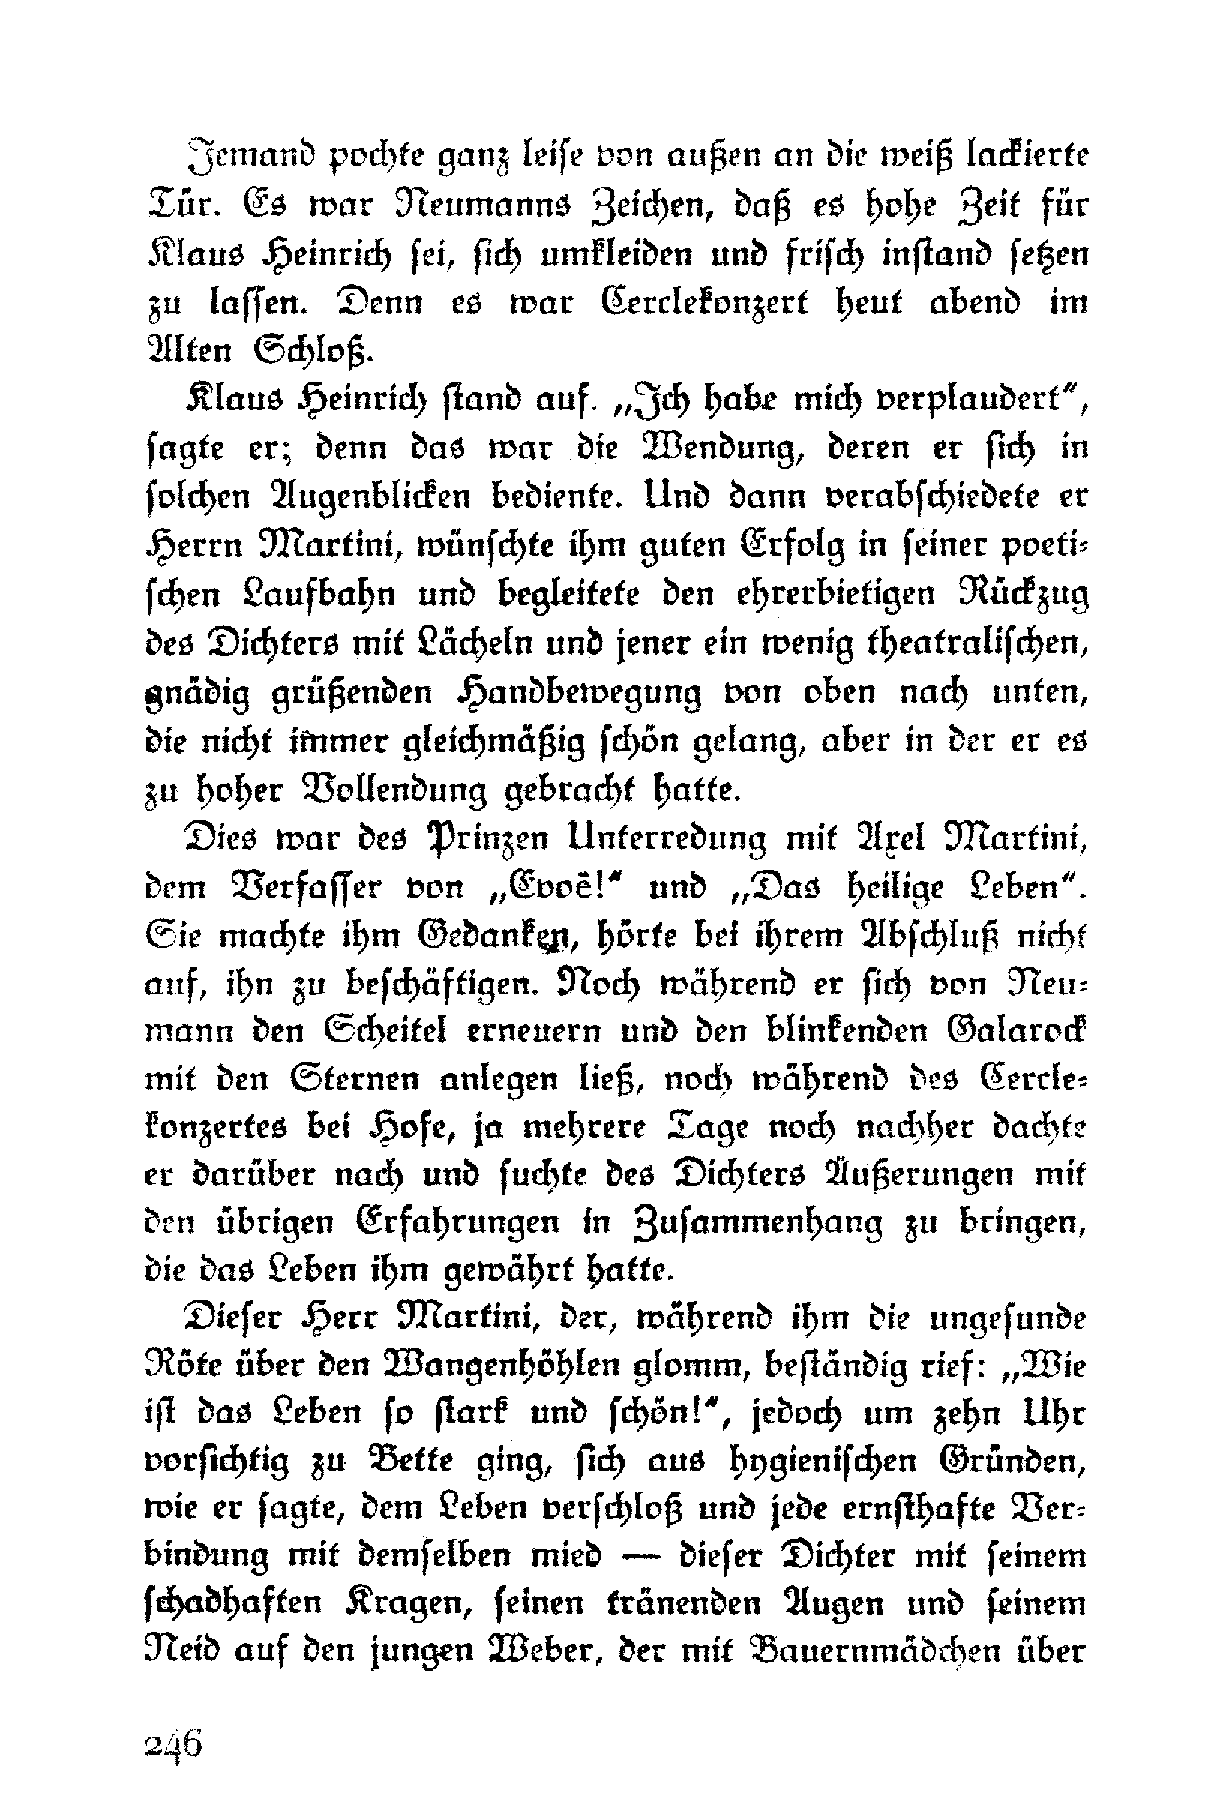 Jemand pochte ganz leise von außen an die weiß lackierte
Tür. Es war Neumanns Zeichen, daß es hohe Zeit für
Klaus Heinrich sei, sich umkleiden und frisch instand setzen
zu lassen. Denn es war Cerclekonzert heut abend im
Alten Schloß.
Klaus Heinrich stand auf. „Ich habe mich verplaudert“,
sagte er; denn das war die Wendung, deren er sich in
solchen Augenblicken bediente. Und dann verabschiedete er
Herrn Martini, wünschte ihm guten Erfolg in seiner poeti-
schen Laufbahn und begleitete den ehrerbietigen Rückzug
des Dichters mit Lächeln und jener ein wenig theatralischen,
gnädig grüßenden Handbewegung von oben nach unten,
die nicht immer gleichmäßig schön gelang, aber in der er es
zu hoher Vollendung gebracht hatte.
Dies war des Prinzen Unterredung mit Axel Martini,
dem Verfasser von „Evoë!“ und „Das heilige Leben“.
Sie machte ihm Gedanken, hörte bei ihrem Abschluß nicht
auf, ihn zu beschäftigen. Noch während er sich von Neu-
mann den Scheitel erneuern und den blinkenden Galarock
mit den Sternen anlegen ließ, noch während des Cercle-
konzertes bei Hofe, ja mehrere Tage noch nachher dachte
er darüber nach und suchte des Dichters Äußerungen mit
den übrigen Erfahrungen in Zusammenhang zu bringen,
die das Leben ihm gewährt hatte.
Dieser Herr Martini, der, während ihm die ungesunde
Röte über den Wangenhöhlen glomm, beständig rief: „Wie
ist das Leben so stark und schön!“, jedoch um zehn Uhr
vorsichtig zu Bette ging, sich aus hygienischen Gründen,
wie er sagte, dem Leben verschloß und jede ernsthafte Ver-
bindung mit demselben mied — dieser Dichter mit seinem
schadhaften Kragen, seinen tränenden Augen und seinem
Neid auf den jungen Weber, der mit Bauernmädchen über
246